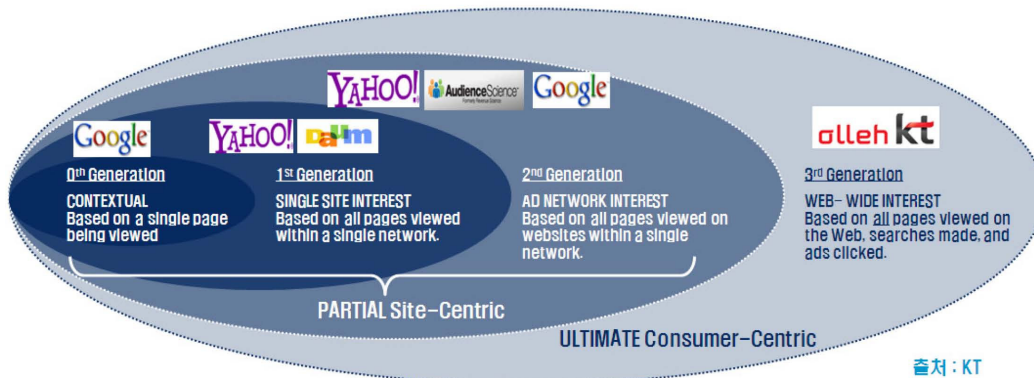 YAHOO!
AudienceScience
Formerly Revenue Science
Google
Google
YAHOO!
Daum
olleh kt
0th Generation
CONTEXTUAL
Based on a single page
being viewed
1st Generation
SINGLE SITE INTEREST
Based on all pages viewed
within a single network.
2nd Generation
AD NETWORK INTEREST
Based on all pages viewed on
websites within a single
network.
3rd Generation
WEB- WIDE INTEREST
Based on all pages viewed on
the Web, searches made, and
ads clicked.
PARTIAL Site-Centric
ULTIMATE Consumer-Centric
출처 : KT